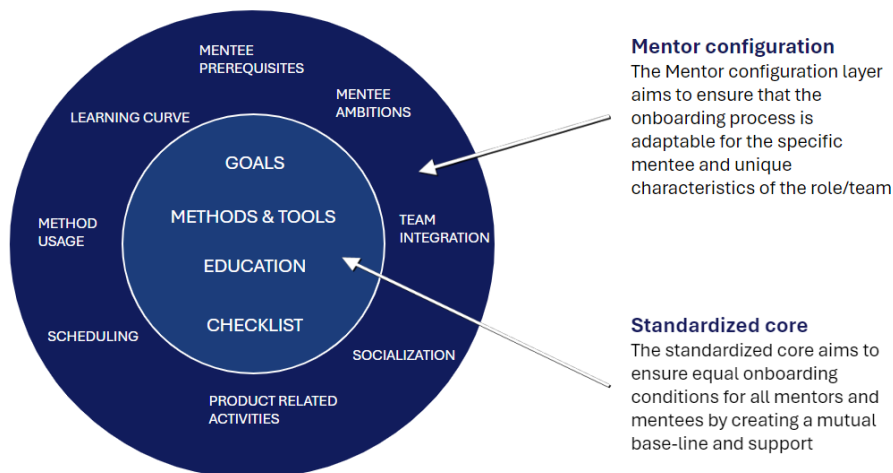 MENTEE
PREREQUISITES
MENTEE
AMBITIONS
LEARNING CURVE
GOALS
METHODS & TOOLS
METHOD
USAGE
TEAM
INTEGRATION
EDUCATION
CHECKLIST
SCHEDULING
SOCIALIZATION
PRODUCT RELATED
ACTIVITIES
Mentor configuration
The Mentor configuration layer
aims to ensure that the
onboarding process is
adaptable for the specific
mentee and unique
characteristics of the role/team
Standardized core
The standardized core aims to
ensure equal onboarding
conditions for all mentors and
mentees by creating a mutual
base-line and support